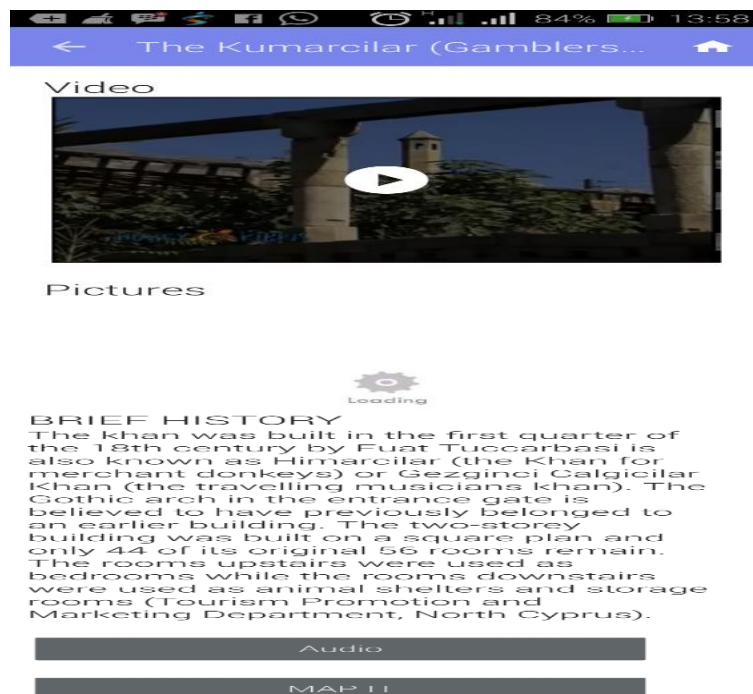 84% 13:58
The Kumarcilar (Gamblers...
Video
Pictures
Loading
BRIEF HISTORY
The khan was built in the first quarter of
the 18th century by Fuat Tuccarbasi is
also known as Himarcilar (the Khan for
merchant donkeys) or Gezginci Calgicilar
Khan (the travelling musicians khan). The
Gothic arch in the entrance gate is
believed to have previously belonged to
an earlier building. The two-storey
building was built on a square plan and
only 44 of its original 56 rooms remain.
The rooms upstairs were used as
bedrooms while the rooms downstairs
were used as animal shelters and storage
rooms (Tourism Promotion and
Marketing Department, North Cyprus).
Audio